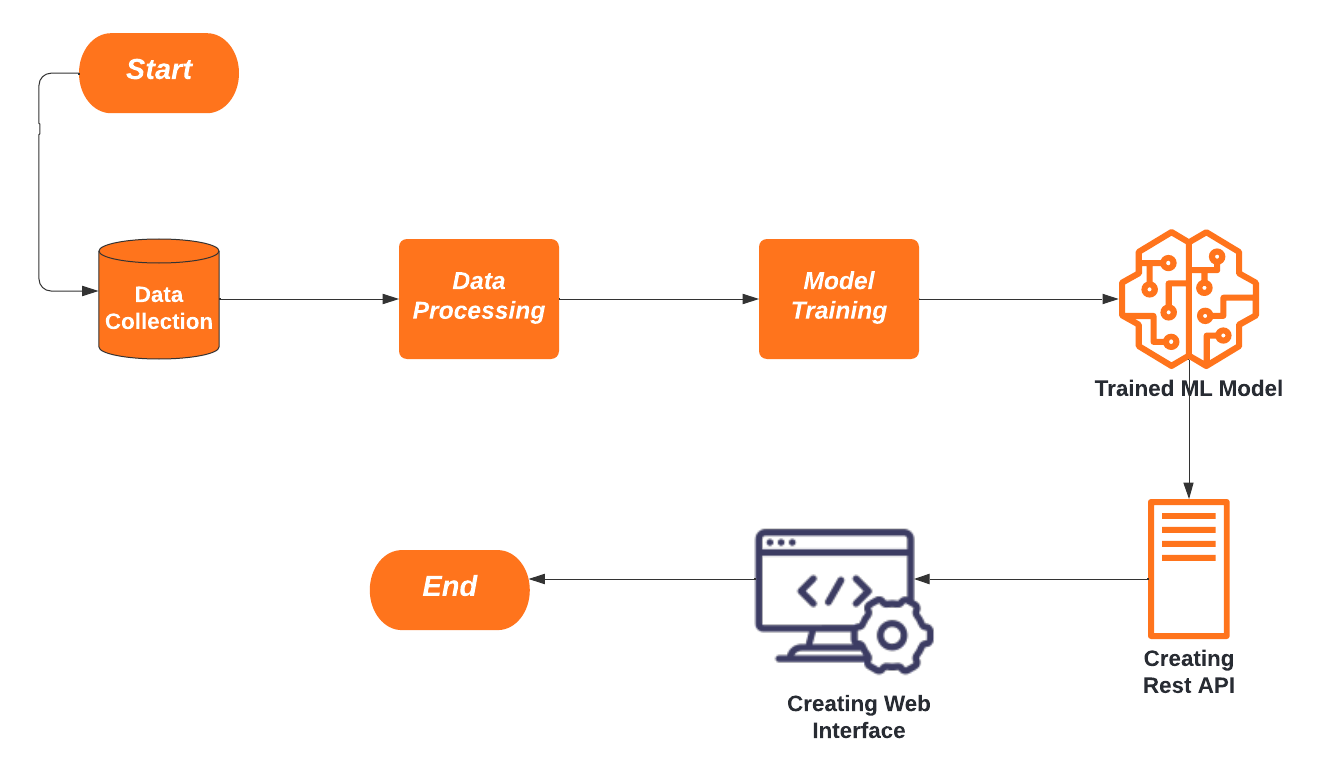 Start
Data
Collection
Data
Processing
Model
Training
Trained ML Model
End
Creating Web
Interface
Creating
Rest API